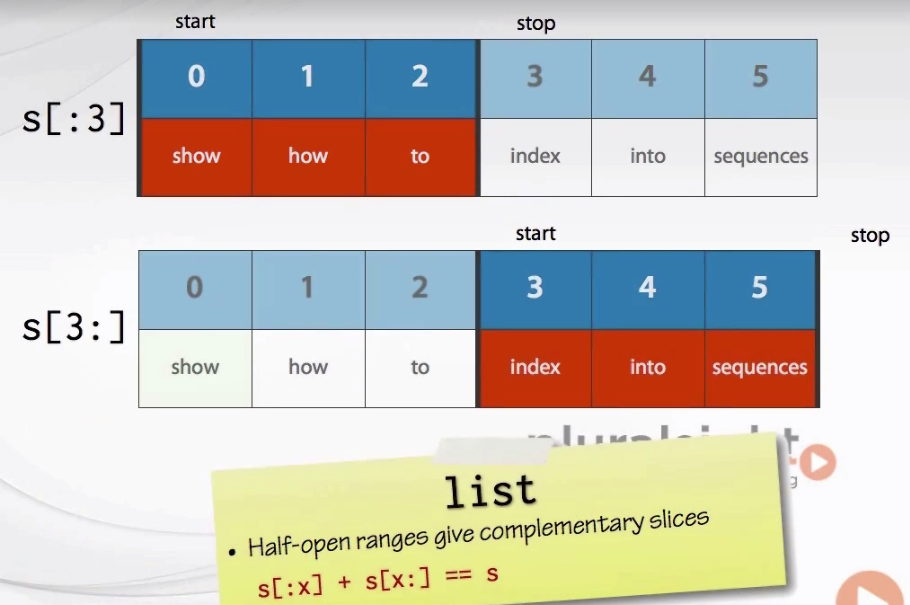 start stop
0 1 2 3 4 5
s[:3]
show how to index into sequences
start stop
0 1 2 3 4 5
s[3:]
show how to index into sequences
list
• Half-open ranges give complementary slices
s[:x] + s[x:] == s